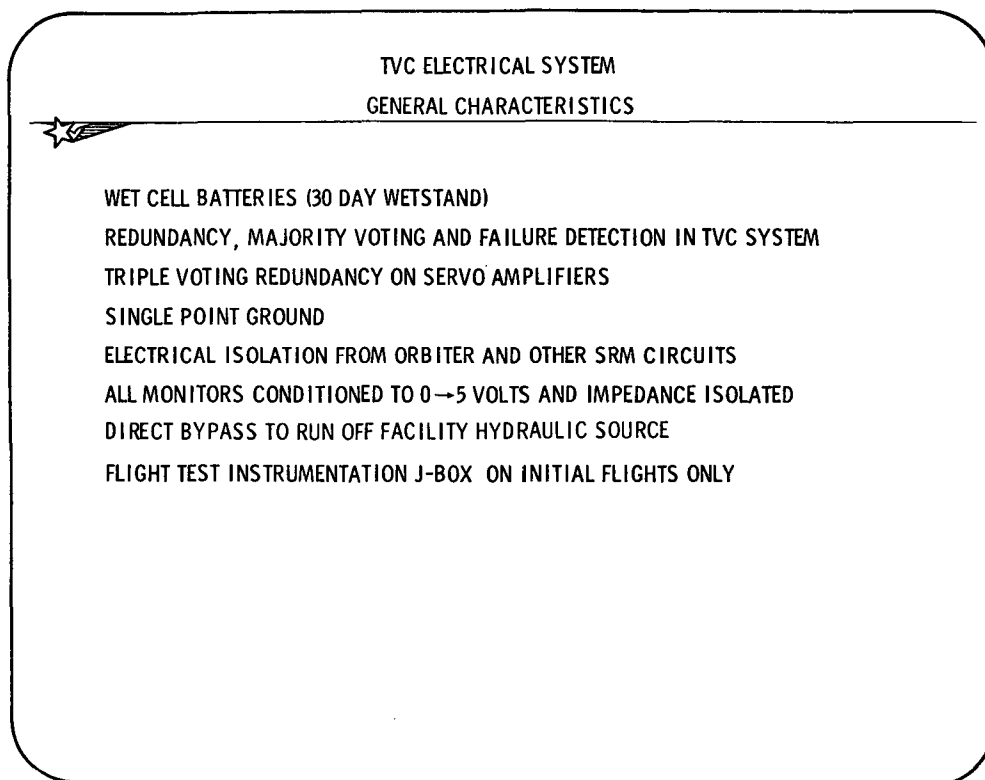 TVC ELECTRICAL SYSTEM
GENERAL CHARACTERISTICS
WET CELL BATTERIES (30 DAY WETSTAND)
REDUNDANCY, MAJORITY VOTING AND FAILURE DETECTION IN TVC SYSTEM
TRIPLE VOTING REDUNDANCY ON SERVO AMPLIFIERS
SINGLE POINT GROUND
ELECTRICAL ISOLATION FROM ORBITER AND OTHER SRM CIRCUITS
ALL MONITORS CONDITIONED TO 0→5 VOLTS AND IMPEDANCE ISOLATED
DIRECT BYPASS TO RUN OFF FACILITY HYDRAULIC SOURCE
FLIGHT TEST INSTRUMENTATION J-BOX ON INITIAL FLIGHTS ONLY